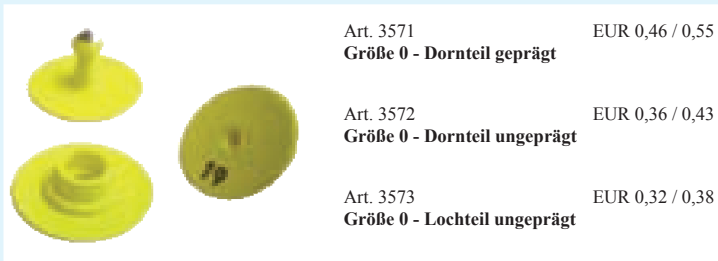 Art. 3571 EUR 0,46 / 0,55
Größe 0 - Dornteil geprägt
Art. 3572 EUR 0,36 / 0,43
Größe 0 - Dornteil ungeprägt
Art. 3573 EUR 0,32 / 0,38
Größe 0 - Lochteil ungeprägt